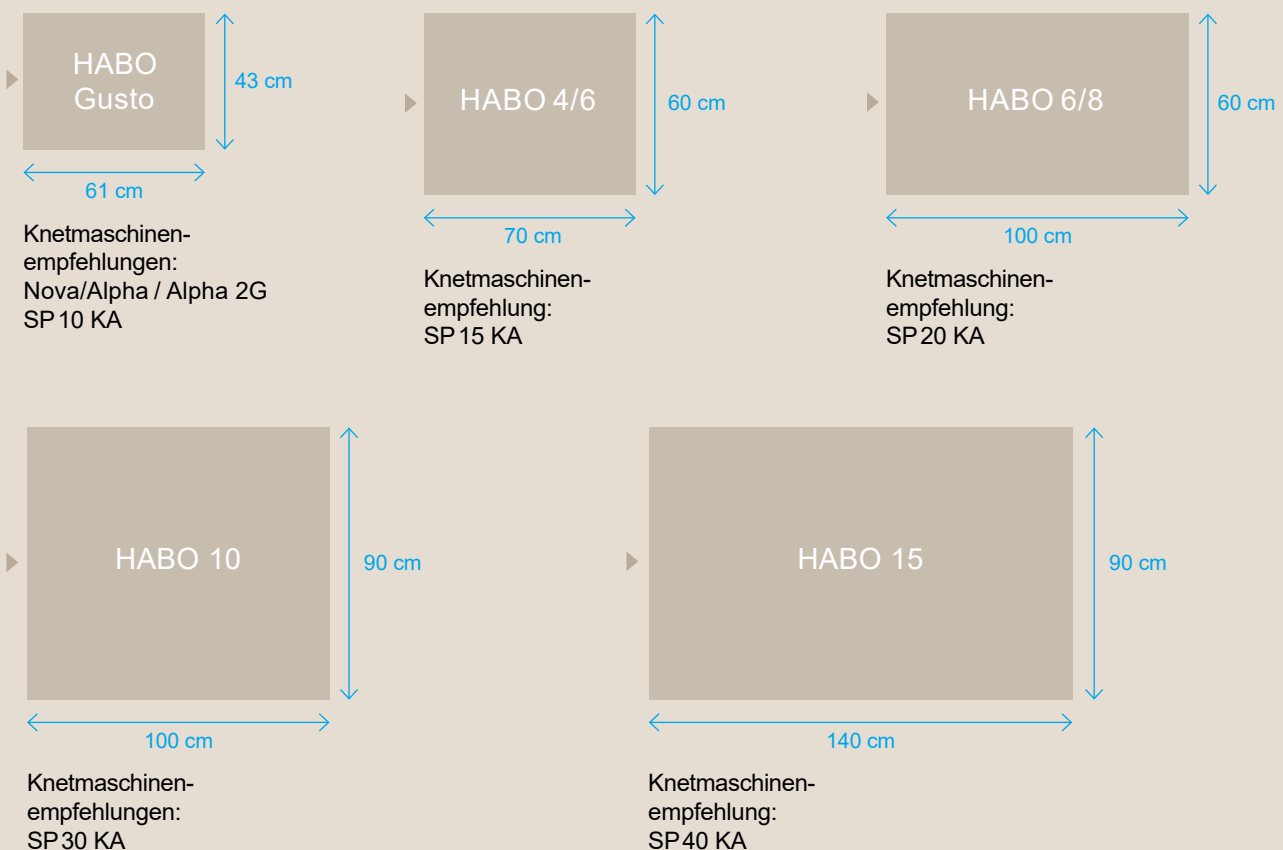 HABO
Gusto
43 cm
61 cm
Knetmaschinen-
empfehlungen:
Nova/Alpha / Alpha 2G
SP 10 KA
HABO 4/6
60 cm
70 cm
Knetmaschinen-
empfehlung:
SP 15 KA
HABO 6/8
60 cm
100 cm
Knetmaschinen-
empfehlung:
SP 20 KA
HABO 10
90 cm
100 cm
Knetmaschinen-
empfehlungen:
SP 30 KA
HABO 15
90 cm
140 cm
Knetmaschinen-
empfehlung:
SP 40 KA